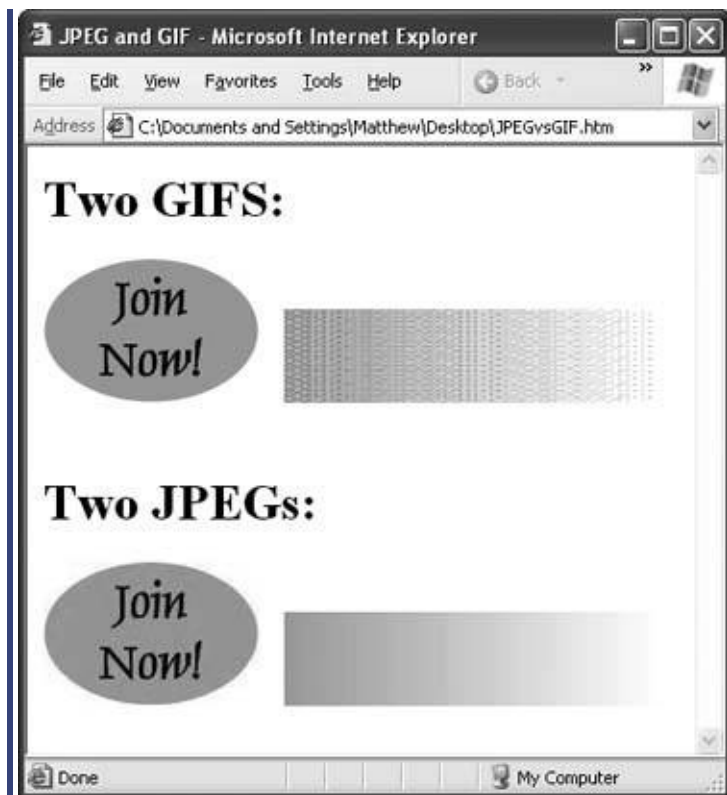 JPEG and GIF - Microsoft Internet Explorer
File Edit View Favorites Tools Help Back »
Address C:\Documents and Settings\Matthew\Desktop\JPEGvsGIF.htm
Two GIFS:
Join
Now!
Two JPEGs:
Join
Now!
Done My Computer